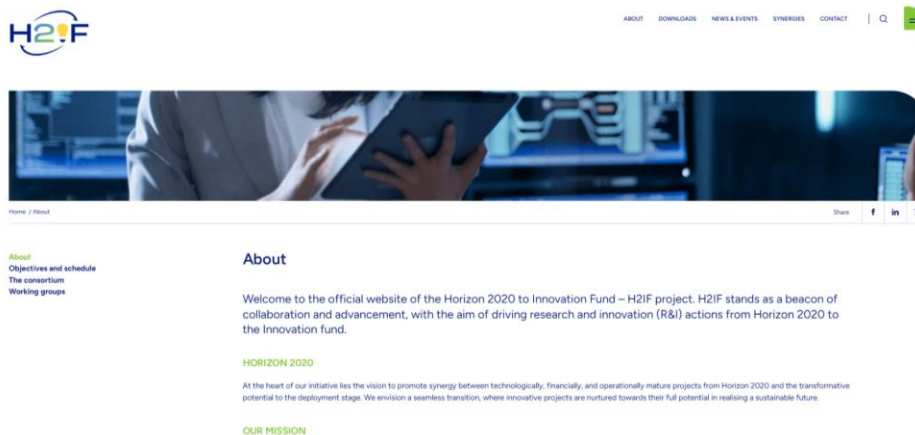 H2IF
ABOUT DOWNLOADS NEWS & EVENTS SYNERGIES CONTACT
Home / About
Share
About
Objectives and schedule
The consortium
Working groups
About
Welcome to the official website of the Horizon 2020 to Innovation Fund – H2IF project. H2IF stands as a beacon of
collaboration and advancement, with the aim of driving research and innovation (R&I) actions from Horizon 2020 to
the Innovation fund.
HORIZON 2020
At the heart of our initiative lies the vision to promote synergy between technologically, financially, and operationally mature projects from Horizon 2020 and the transformative
potential to the deployment stage. We envision a seamless transition, where innovative projects are nurtured towards their full potential in realising a sustainable future.
OUR MISSION